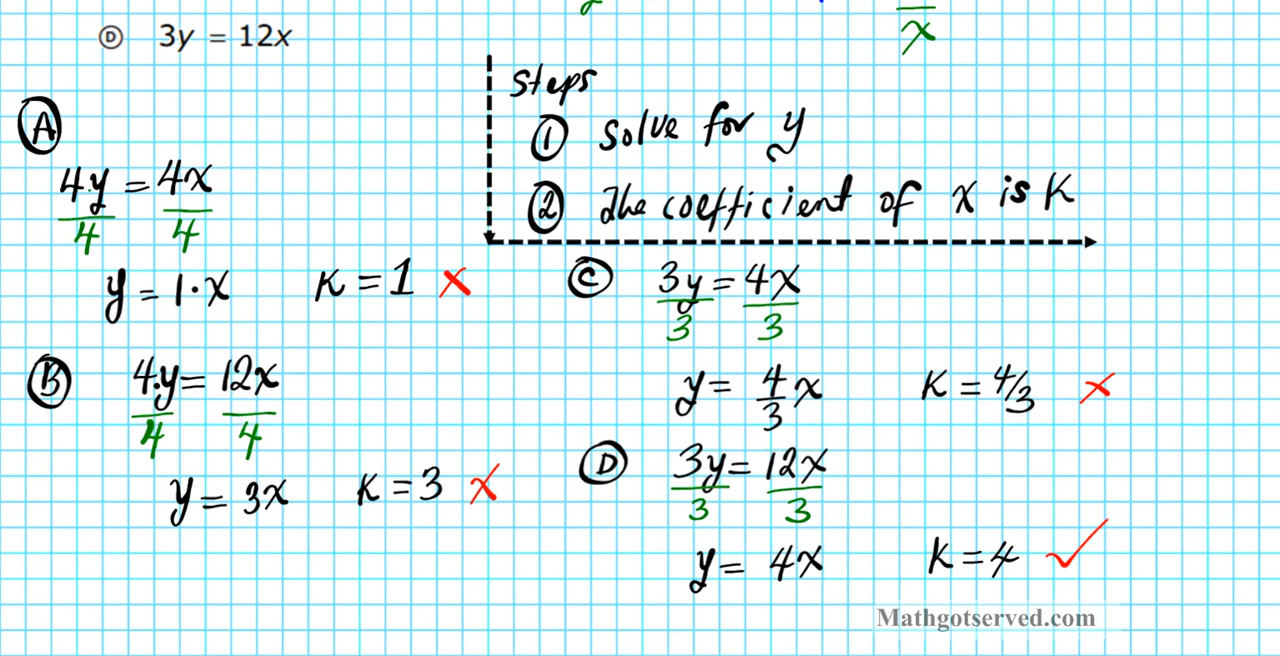 x
Ⓓ 3y = 12x
Steps
① Solve for y
② The coefficient of x is K
Ⓐ
4y = 4x
4 4
y = 1·x K = 1 ×
Ⓑ 4·y = 12x
4 4
y = 3x K = 3 ×
Ⓒ 3y = 4x
3 3
y = 4/3 x K = 4/3 ×
Ⓓ 3y = 12x
3 3
y = 4x K = 4 ✓
Mathgotserved.com